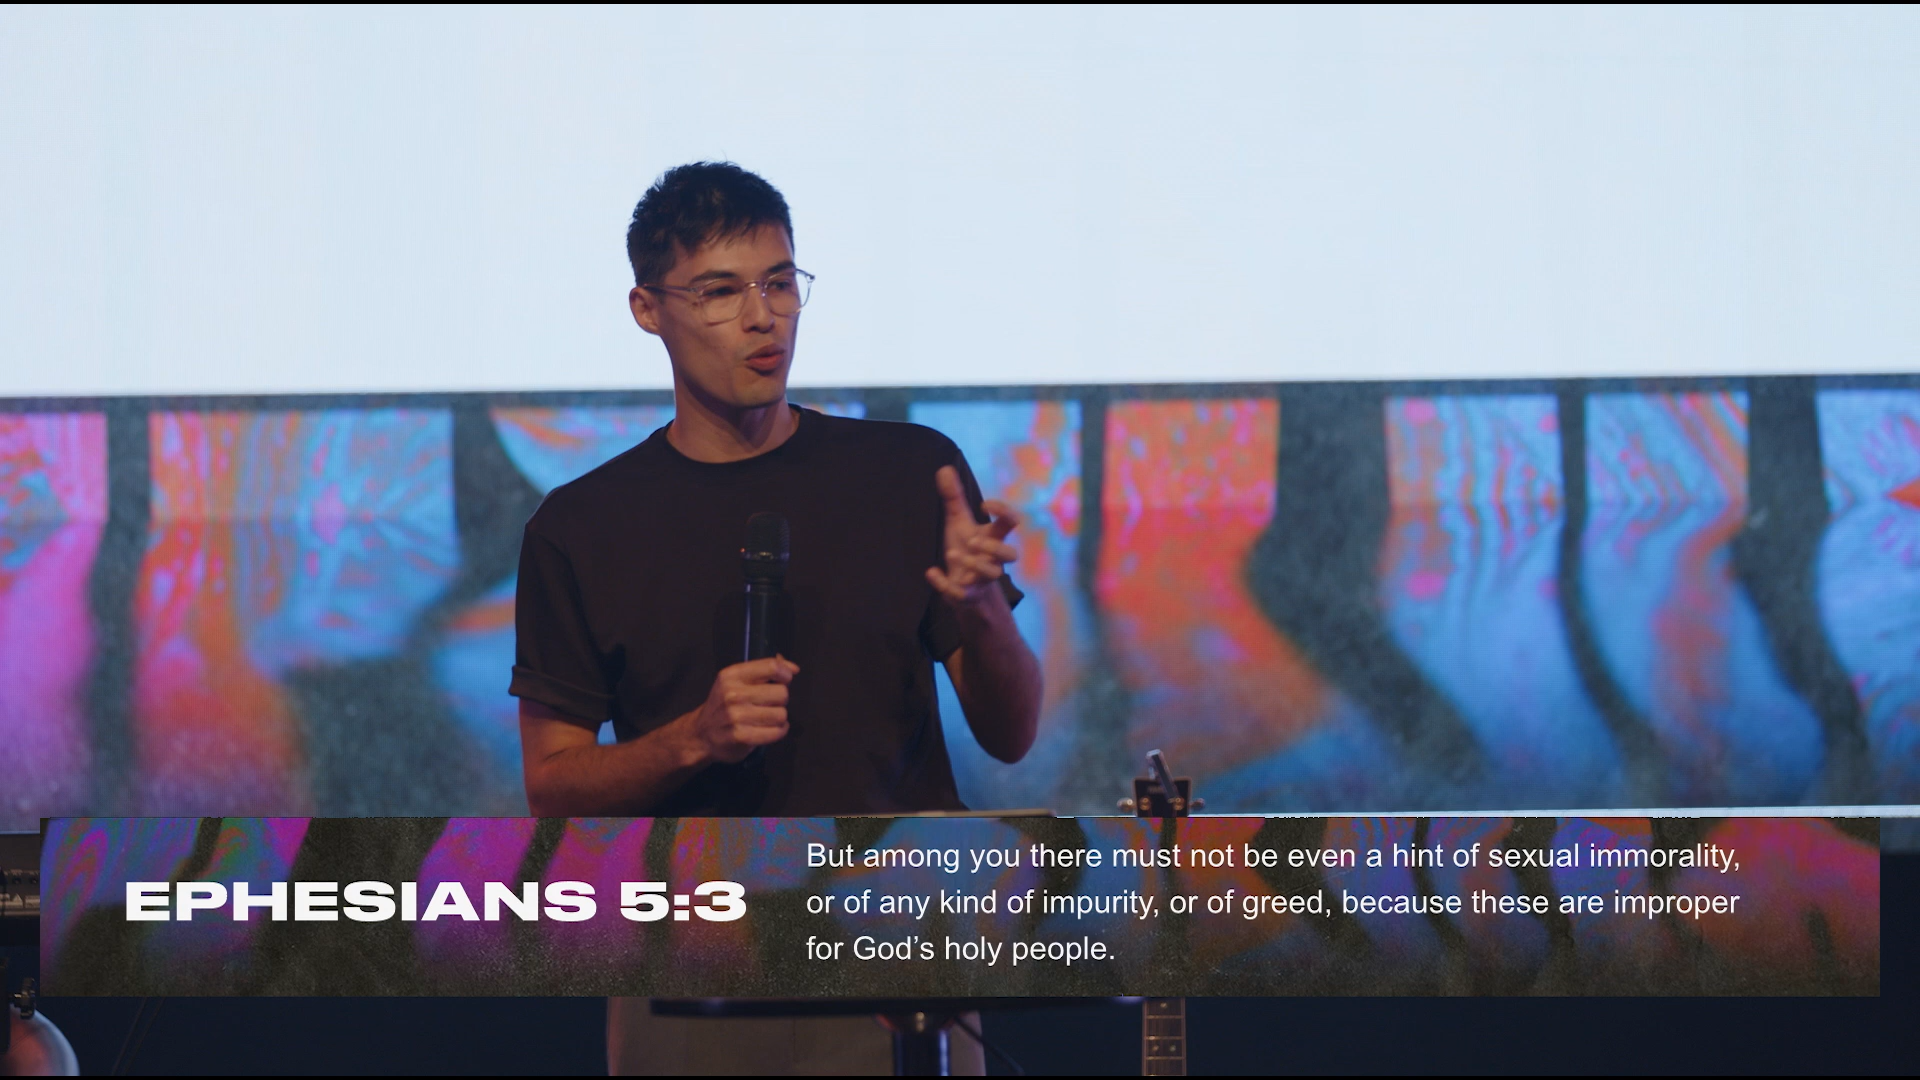 EPHESIANS 5:3
But among you there must not be even a hint of sexual immorality,
or of any kind of impurity, or of greed, because these are improper
for God’s holy people.